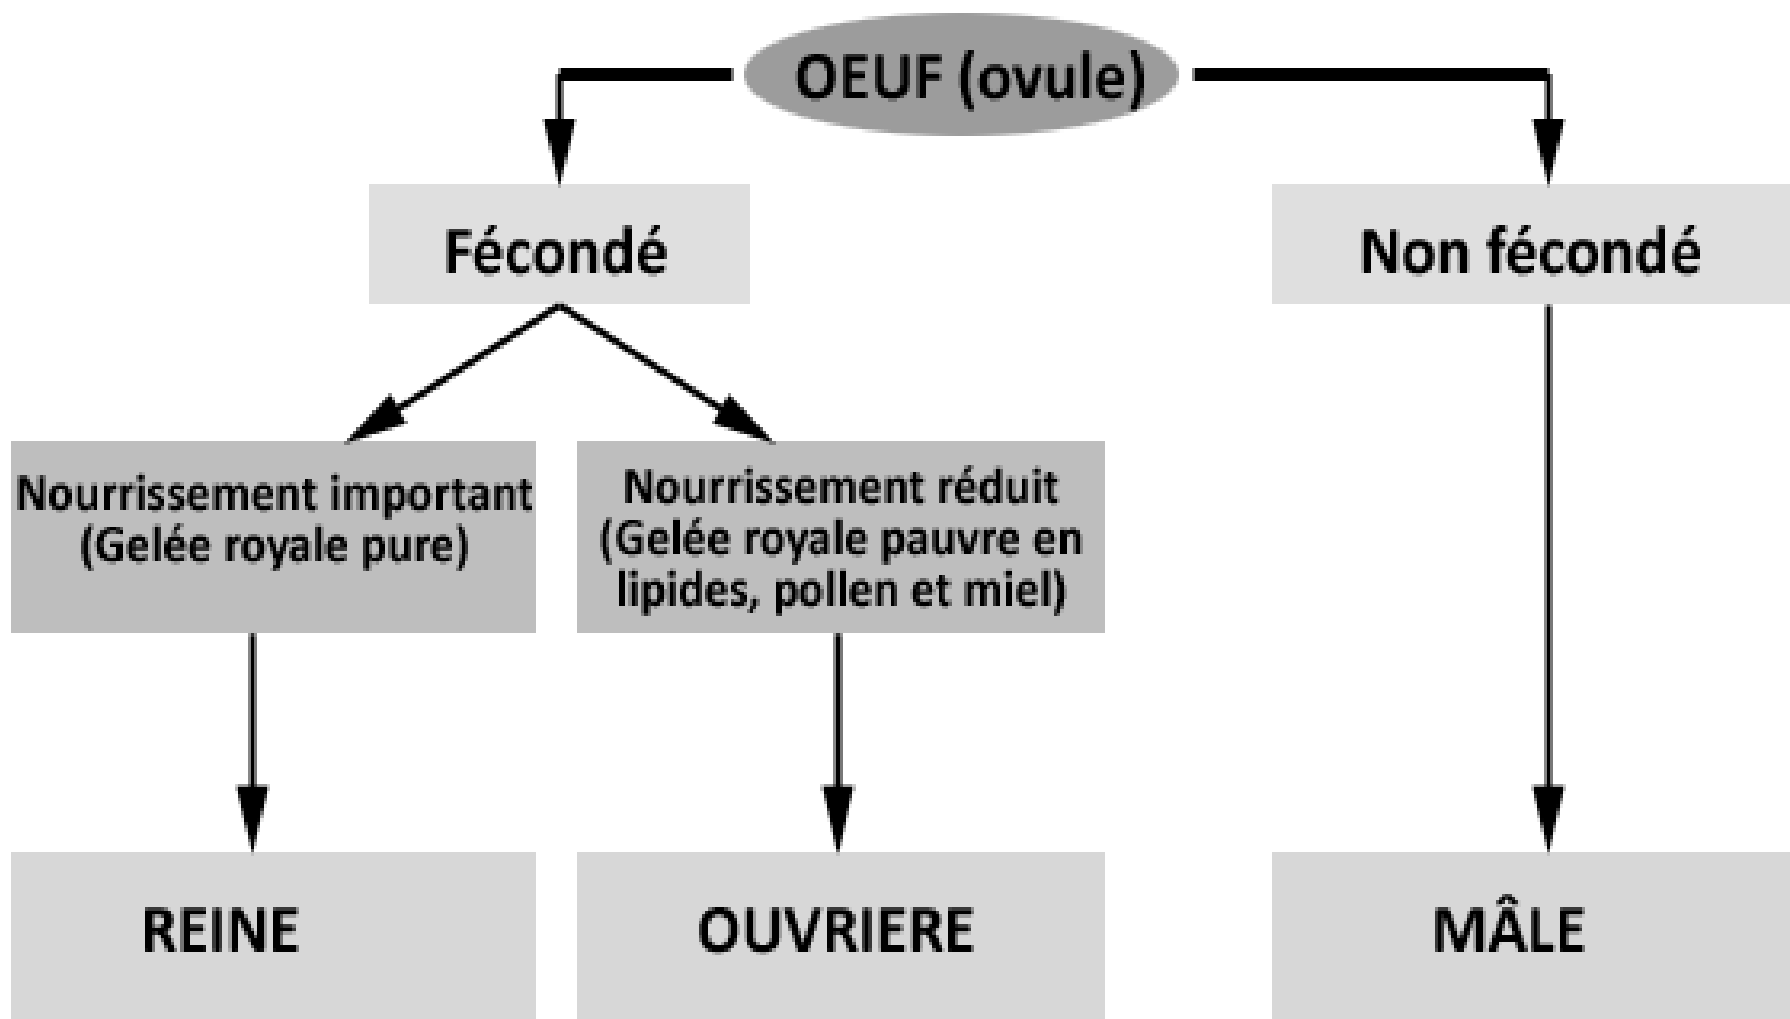 OEUF (ovule)
Fécondé
Non fécondé
Nourrissement important
(Gelée royale pure)
Nourrissement réduit
(Gelée royale pauvre en
lipides, pollen et miel)
REINE
OUVRIERE
MÂLE